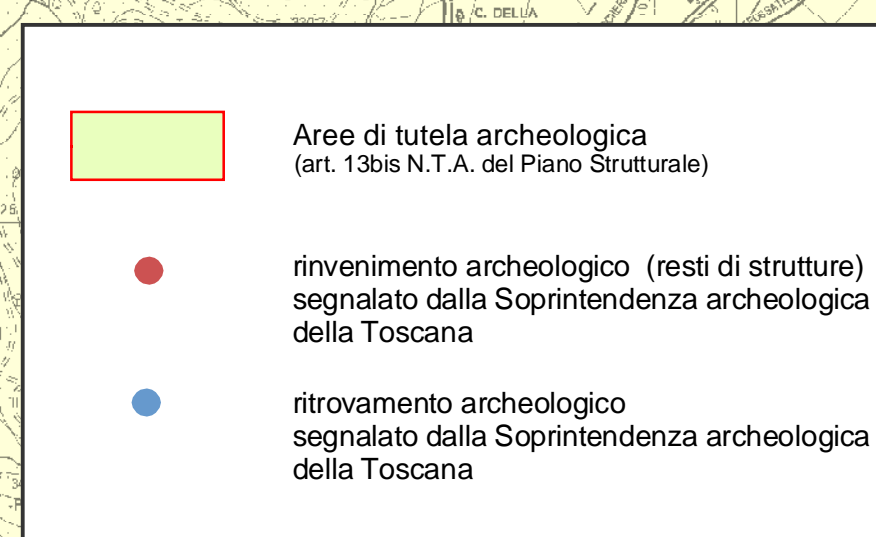 C. DELLA
Aree di tutela archeologica
(art. 13bis N.T.A. del Piano Strutturale)
rinvenimento archeologico (resti di strutture)
segnalato dalla Soprintendenza archeologica
della Toscana
ritrovamento archeologico
segnalato dalla Soprintendenza archeologica
della Toscana